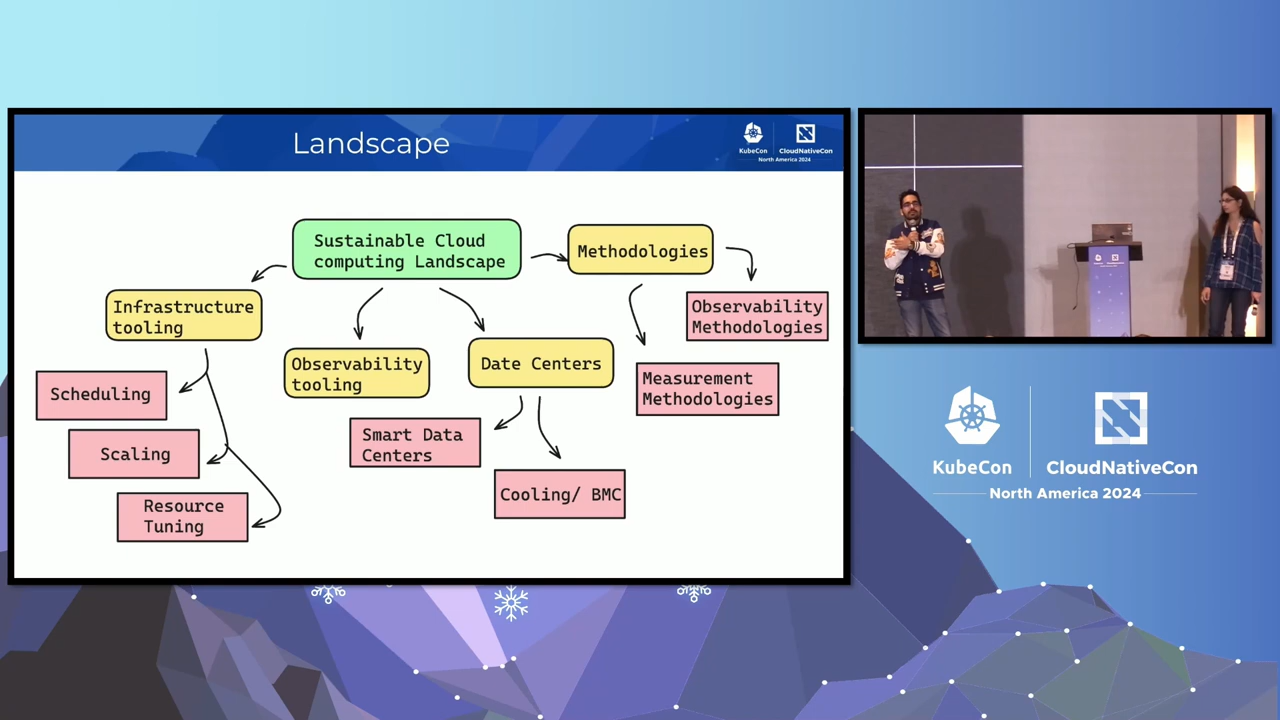 Landscape
KubeCon
CloudNativeCon
North America 2024
Sustainable Cloud
computing Landscape
Methodologies
Infrastructure
tooling
Observability
Methodologies
Observability
tooling
Date Centers
Scheduling
Measurement
Methodologies
Scaling
Smart Data
Centers
Resource
Tuning
Cooling/ BMC
KubeCon
CloudNativeCon
North America 2024